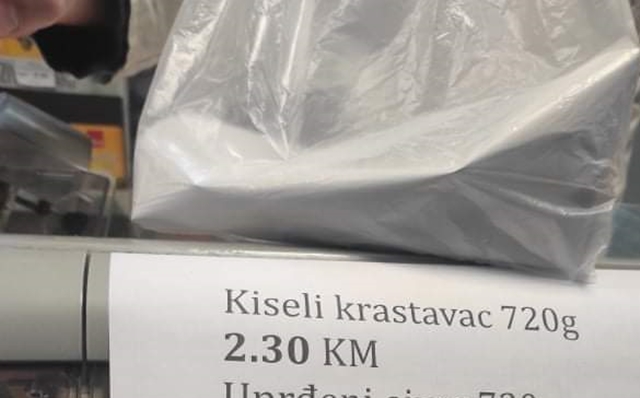 Kiseli krastavac 720g
2.30 KM